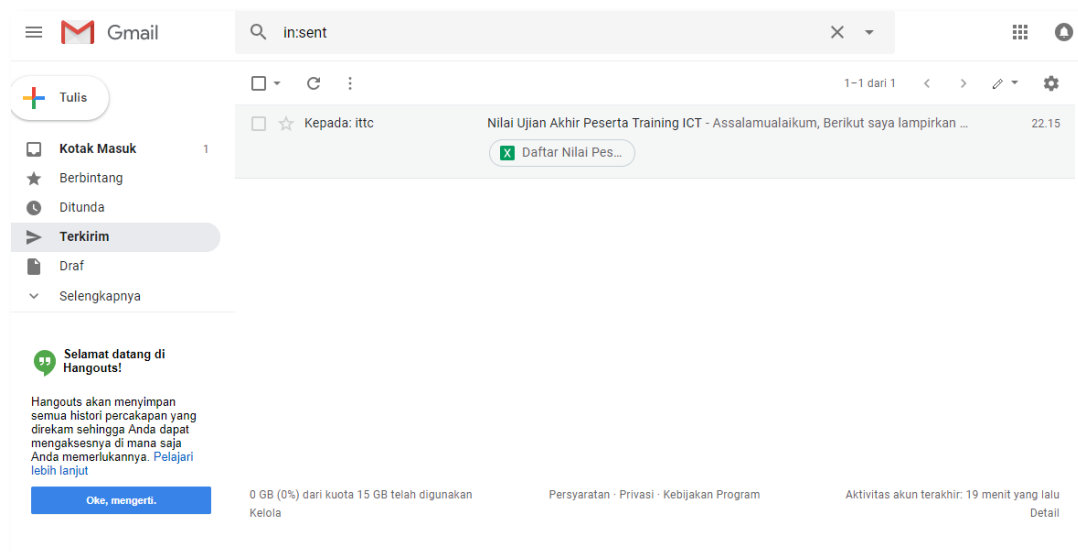 Gmail
in:sent
Tulis
1–1 dari 1
Kepada: ittc
Nilai Ujian Akhir Peserta Training ICT - Assalamualaikum, Berikut saya lampirkan ...
22.15
X Daftar Nilai Pes...
Kotak Masuk 1
Berbintang
Ditunda
Terkirim
Draf
Selengkapnya
Selamat datang di
Hangouts!
Hangouts akan menyimpan
semua histori percakapan yang
direkam sehingga Anda dapat
mengaksesnya di mana saja
Anda memerlukannya. Pelajari
lebih lanjut
Oke, mengerti.
0 GB (0%) dari kuota 15 GB telah digunakan
Kelola
Persyaratan · Privasi · Kebijakan Program
Aktivitas akun terakhir: 19 menit yang lalu
Detail